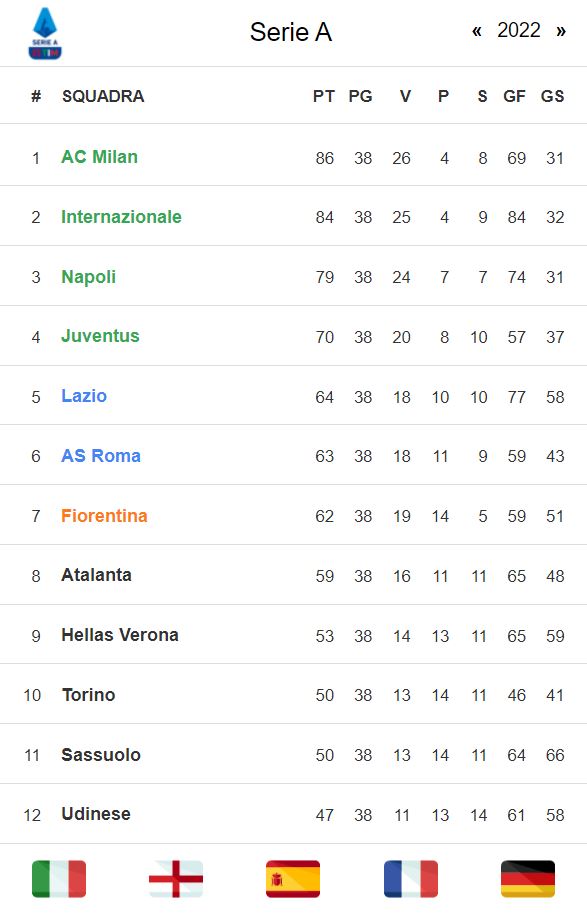 SERIE A
TIM
Serie A
« 2022 »
# SQUADRA PT PG V P S GF GS
1 AC Milan 86 38 26 4 8 69 31
2 Internazionale 84 38 25 4 9 84 32
3 Napoli 79 38 24 7 7 74 31
4 Juventus 70 38 20 8 10 57 37
5 Lazio 64 38 18 10 10 77 58
6 AS Roma 63 38 18 11 9 59 43
7 Fiorentina 62 38 19 14 5 59 51
8 Atalanta 59 38 16 11 11 65 48
9 Hellas Verona 53 38 14 13 11 65 59
10 Torino 50 38 13 14 11 46 41
11 Sassuolo 50 38 13 14 11 64 66
12 Udinese 47 38 11 13 14 61 58